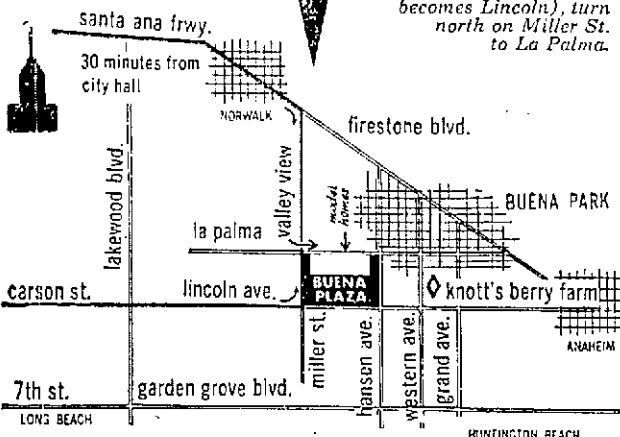 becomes Lincoln), turn
north on Miller St.
to La Palma.
santa ana frwy.
30 minutes from
city hall
NORWALK
firestone blvd.
lakewood blvd.
valley view
model
homes
BUENA PARK
la palma
carson st.
lincoln ave.
BUENA
PLAZA
knott's berry farm
ANAHEIM
miller st.
hansen ave.
western ave.
grand ave.
7th st.
garden grove blvd.
LONG BEACH
HUNTINGTON BEACH